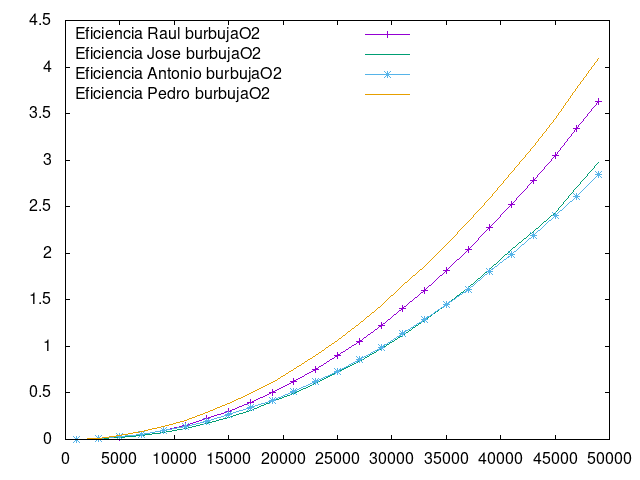 4.5
4
3.5
3
2.5
2
1.5
1
0.5
0
Eficiencia Raul burbujaO2
Eficiencia Jose burbujaO2
Eficiencia Antonio burbujaO2
Eficiencia Pedro burbujaO2
0 5000 10000 15000 20000 25000 30000 35000 40000 45000 50000